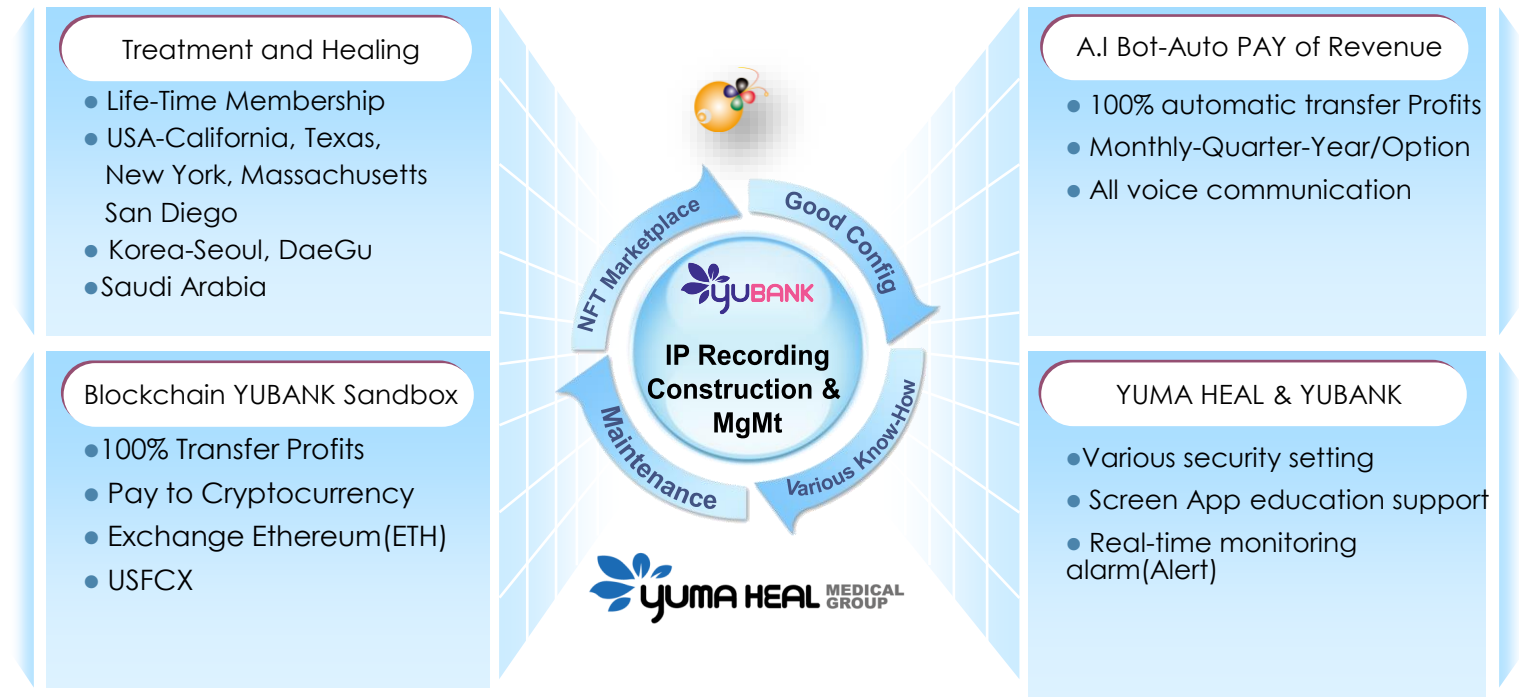 Treatment and Healing
● Life-Time Membership
● USA-California, Texas,
New York, Massachusetts
San Diego
● Korea-Seoul, DaeGu
●Saudi Arabia
Blockchain YUBANK Sandbox
●100% Transfer Profits
● Pay to Cryptocurrency
● Exchange Ethereum(ETH)
● USFCX
NFT Marketplace
Good Config
Various Know-How
Maintenance
YUBANK
IP Recording
Construction &
MgMt
YUMA HEAL MEDICAL
GROUP
A.I Bot-Auto PAY of Revenue
● 100% automatic transfer Profits
● Monthly-Quarter-Year/Option
● All voice communication
YUMA HEAL & YUBANK
●Various security setting
● Screen App education support
● Real-time monitoring
alarm(Alert)